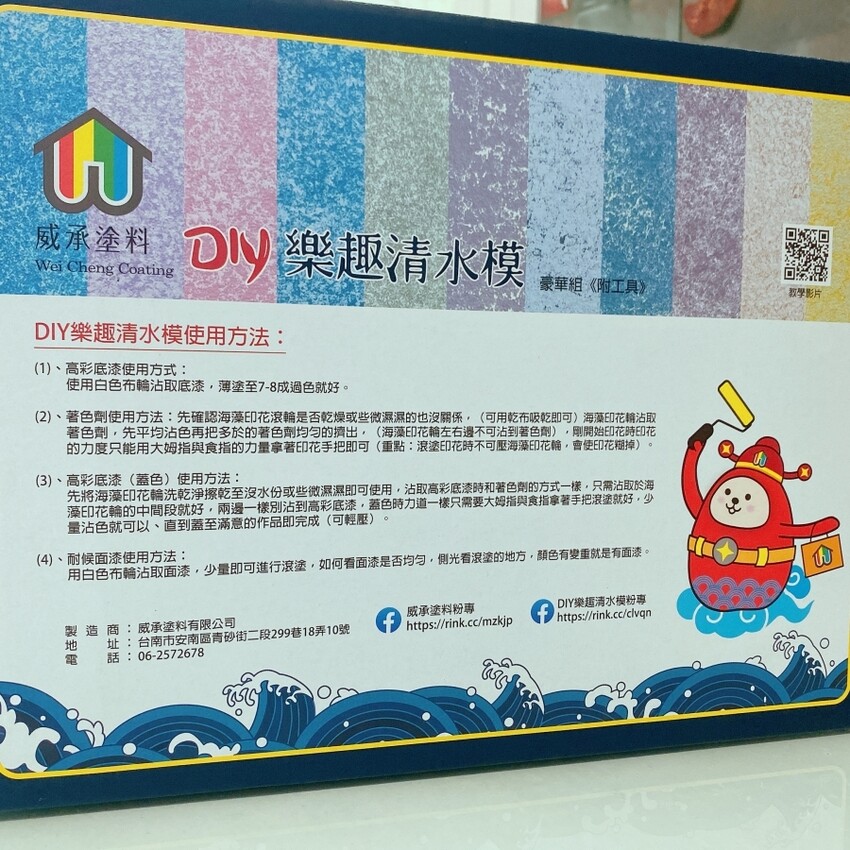 威承塗料
Wei Cheng Coating
DIY 樂趣清水模
豪華組《附工具》
教學影片
DIY樂趣清水模使用方法：
(1)、高彩底漆使用方式：
使用白色布輪沾取底漆，薄塗至7-8成過色就好。
(2)、著色劑使用方法：先確認海藻印花滾輪是否乾燥或些微濕濕的也沒關係，（可用乾布吸乾即可）海藻印花輪沾取
著色劑，先平均沾色再把多於的著色劑均勻的擠出，（海藻印花輪左右邊不可沾到著色劑），剛開始印花時印花
的力度只能用大姆指與食指的力量拿著印花手把即可（重點：滾塗印花時不可壓海藻印花輪，會使印花糊掉）。
(3)、高彩底漆（蓋色）使用方法：
先將海藻印花輪洗乾淨擦乾至沒水份或些微濕濕即可使用，沾取高彩底漆時和著色劑的方式一樣，只需沾取於海
藻印花輪的中間段就好，兩邊一樣別沾到高彩底漆，蓋色時力道一樣只需要大姆指與食指拿著手把滾塗就好，少
量沾色就可以、直到蓋至滿意的作品即完成（可輕壓）。
(4)、耐候面漆使用方法：
用白色布輪沾取面漆，少量即可進行滾塗，如何看面漆是否均勻，側光看滾塗的地方，顏色有變重就是有面漆。
製造商：威承塗料有限公司
地址：台南市安南區青砂街二段299巷18弄10號
電話：06-2572678
威承塗料粉專
https://rink.cc/mzkjp
DIY樂趣清水模粉專
https://rink.cc/clvqn